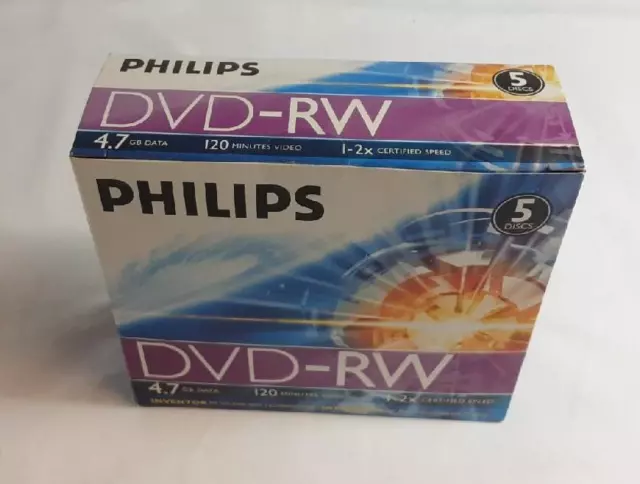 PHILIPS
5
DISCS
DVD-RW
4.7 GB DATA 120 MINUTES VIDEO 1-2x CERTIFIED SPEED
PHILIPS
5
DISCS
DVD-RW
4.7 GB DATA 120 MINUTES VIDEO 1-2x CERTIFIED SPEED
INVENTOR